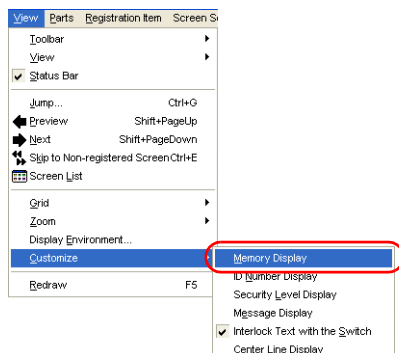 View Parts Registration Item Screen S
Toolbar
View
Status Bar
Jump... Ctrl+G
Preview Shift+PageUp
Next Shift+PageDown
Skip to Non-registered Screen Ctrl+E
Screen List
Grid
Zoom
Display Environment...
Customize
Memory Display
ID Number Display
Redraw F5
Security Level Display
Message Display
Interlock Text with the Switch
Center Line Display